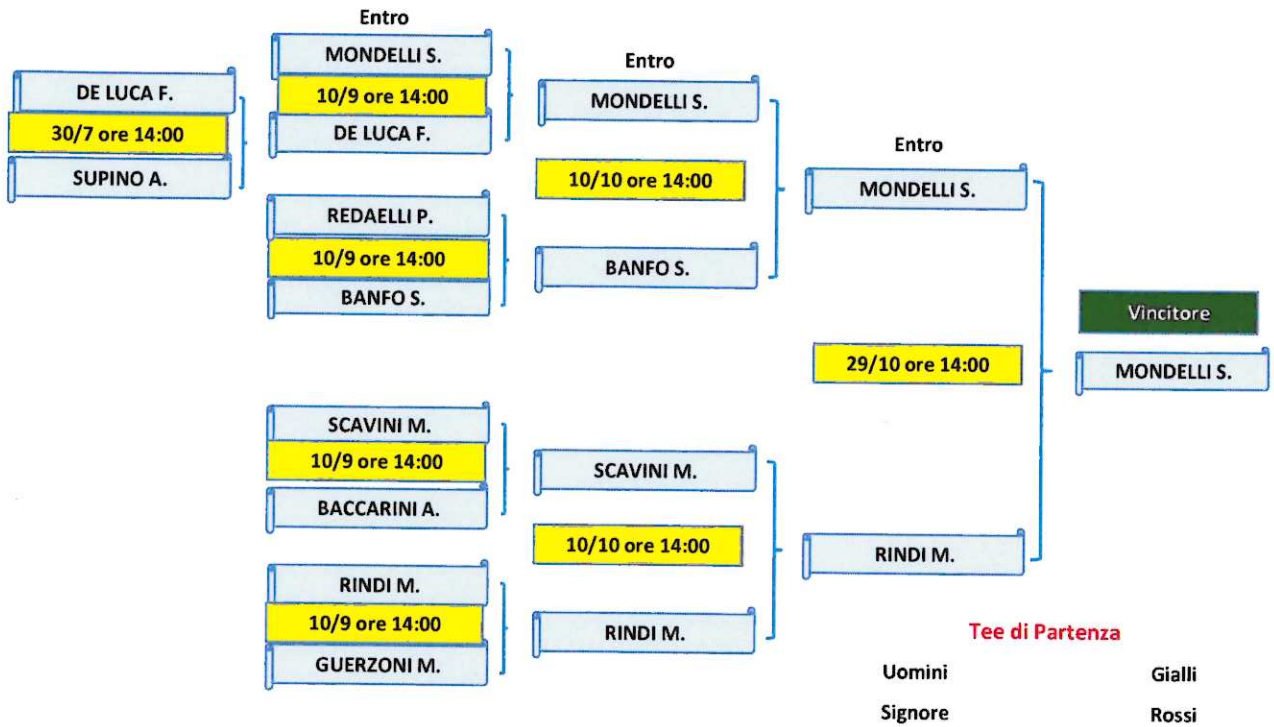 Entro
MONDELLI S.
10/9 ore 14:00
DE LUCA F.
DE LUCA F.
30/7 ore 14:00
SUPINO A.
REDAELLI P.
10/9 ore 14:00
BANFO S.
SCAVINI M.
10/9 ore 14:00
BACCARINI A.
RINDI M.
10/9 ore 14:00
GUERZONI M.
Entro
MONDELLI S.
10/10 ore 14:00
BANFO S.
SCAVINI M.
10/10 ore 14:00
RINDI M.
Entro
MONDELLI S.
29/10 ore 14:00
RINDI M.
Vincitore
MONDELLI S.
Tee di Partenza
Uomini Gialli
Signore Rossi